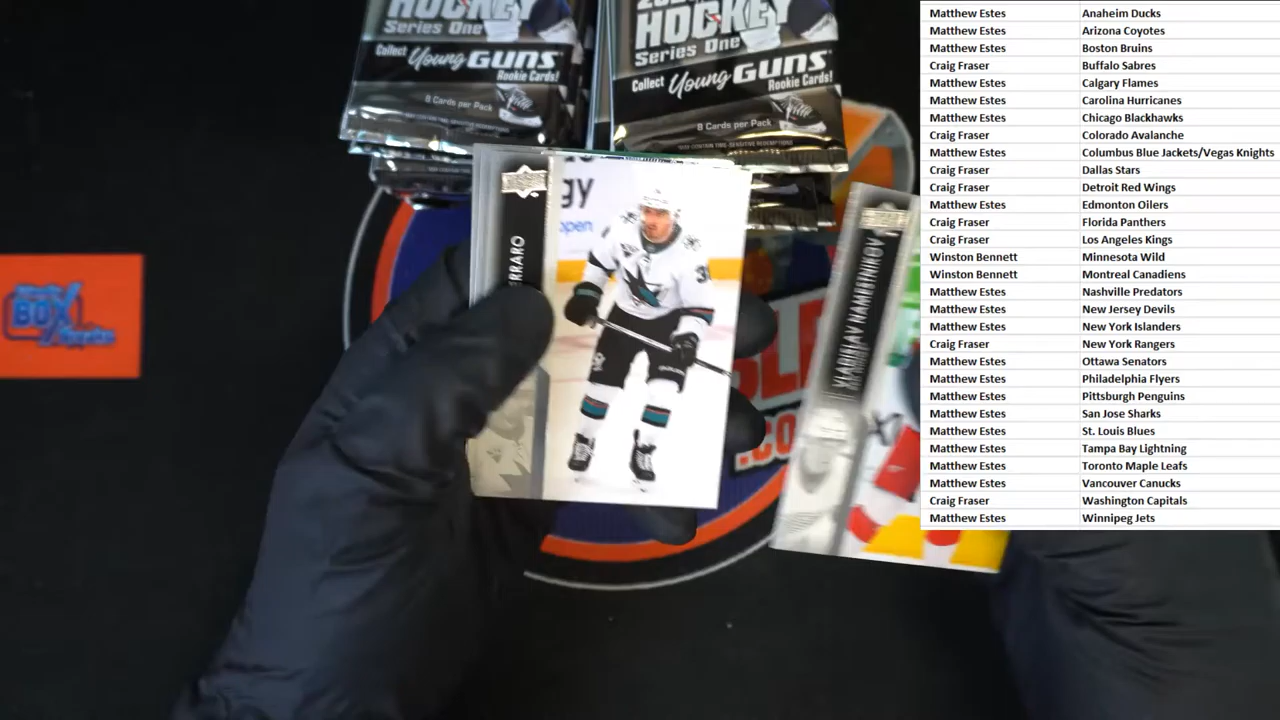 HOCKEY
Series One
Collect Young GUNS
Rookie Cards!
8 Cards per Pack
HOCKEY
Series One
Collect Young GUNS
Rookie Cards!
8 Cards per Pack
gy
open
ERRARO
VLADISLAV NAMESTNIKOV
BOX
Matthew Estes Anaheim Ducks
Matthew Estes Arizona Coyotes
Matthew Estes Boston Bruins
Craig Fraser Buffalo Sabres
Matthew Estes Calgary Flames
Matthew Estes Carolina Hurricanes
Matthew Estes Chicago Blackhawks
Craig Fraser Colorado Avalanche
Matthew Estes Columbus Blue Jackets/Vegas Knights
Craig Fraser Dallas Stars
Craig Fraser Detroit Red Wings
Matthew Estes Edmonton Oilers
Craig Fraser Florida Panthers
Craig Fraser Los Angeles Kings
Winston Bennett Minnesota Wild
Winston Bennett Montreal Canadiens
Matthew Estes Nashville Predators
Matthew Estes New Jersey Devils
Matthew Estes New York Islanders
Craig Fraser New York Rangers
Matthew Estes Ottawa Senators
Matthew Estes Philadelphia Flyers
Matthew Estes Pittsburgh Penguins
Matthew Estes San Jose Sharks
Matthew Estes St. Louis Blues
Matthew Estes Tampa Bay Lightning
Matthew Estes Toronto Maple Leafs
Matthew Estes Vancouver Canucks
Craig Fraser Washington Capitals
Matthew Estes Winnipeg Jets